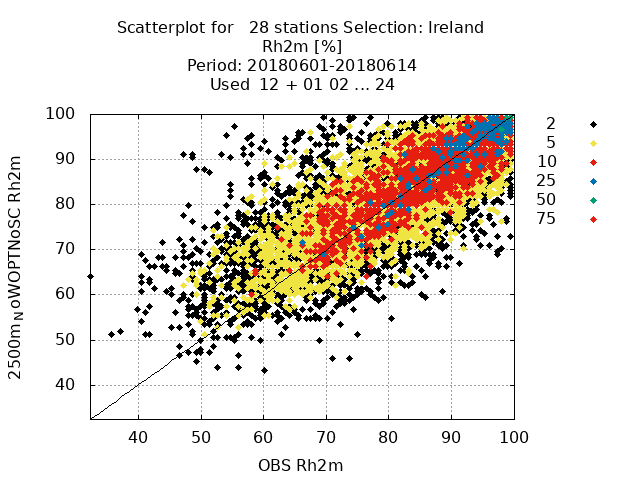 Scatterplot for   28 stations Selection: Ireland
Rh2m [%]
Period: 20180601-20180614
Used  12 + 01 02 ... 24
100
90
80
70
60
50
40
2500m_NoWOPTNoSC Rh2m
40 50 60 70 80 90 100
OBS Rh2m
2
5
10
25
50
75